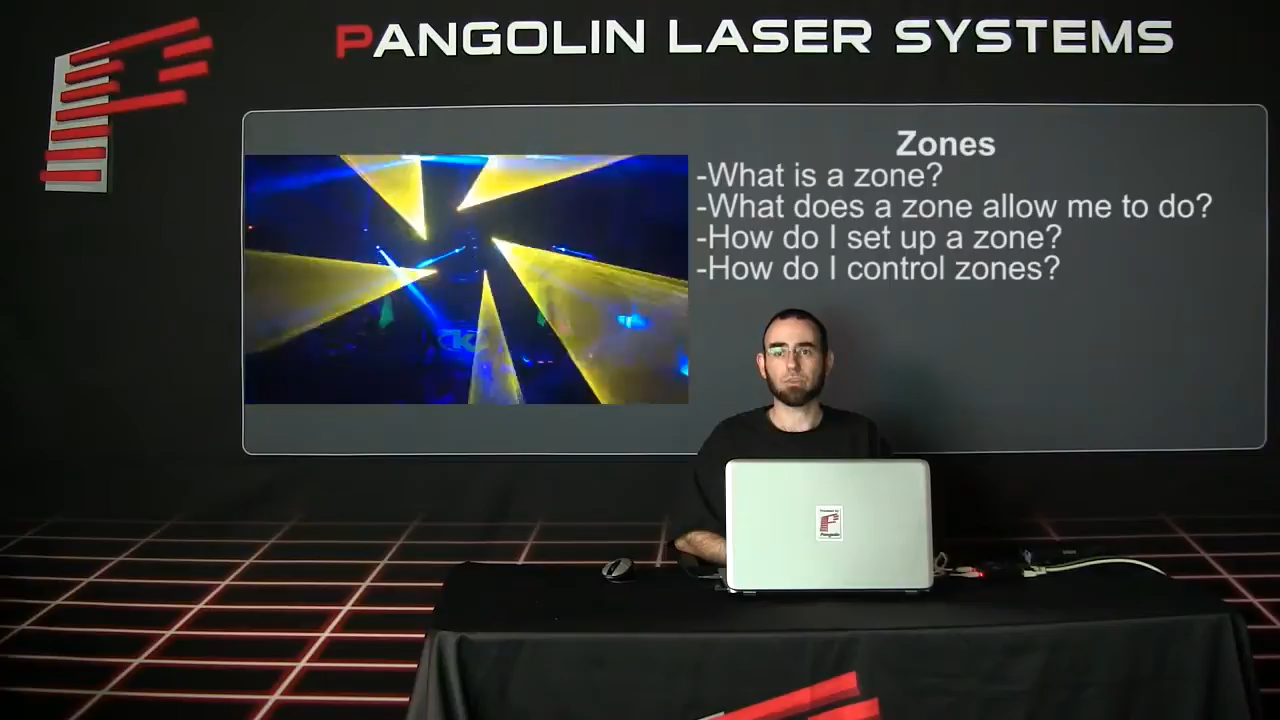 PANGOLIN LASER SYSTEMS
Zones
-What is a zone?
-What does a zone allow me to do?
-How do I set up a zone?
-How do I control zones?
Pangolin